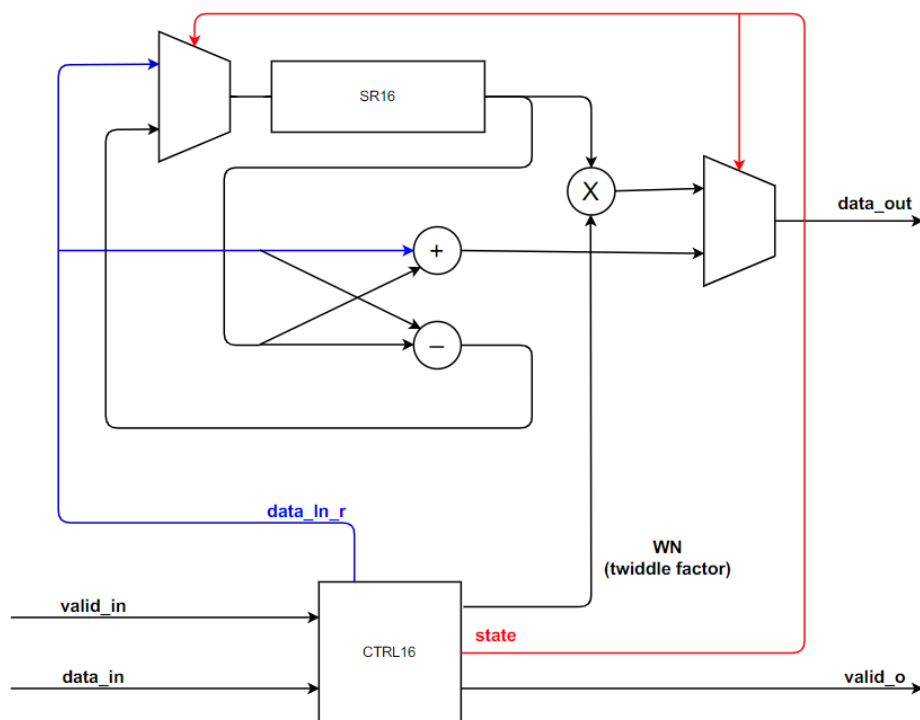 SR16
X
data_out
+
–
data_In_r
WN
(twiddle factor)
valid_in
state
CTRL16
data_in
valid_o